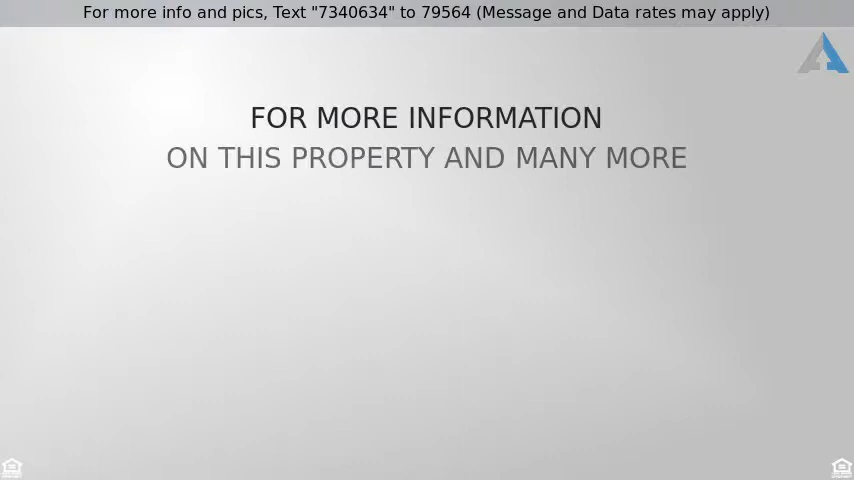 For more info and pics, Text "7340634" to 79564 (Message and Data rates may apply)
FOR MORE INFORMATION
ON THIS PROPERTY AND MANY MORE